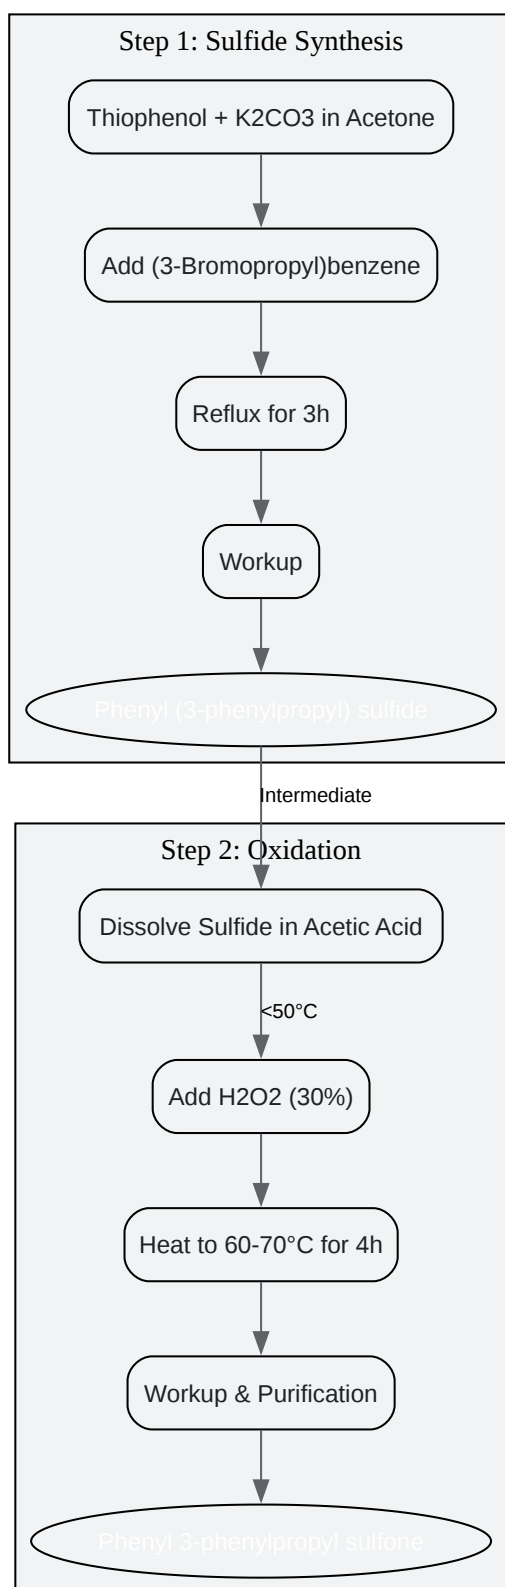 Step 1: Sulfide Synthesis
Thiophenol + K2CO3 in Acetone
Add (3-Bromopropyl)benzene
Reflux for 3h
Workup
Phenyl (3-phenylpropyl) sulfide
Intermediate
Step 2: Oxidation
Dissolve Sulfide in Acetic Acid
<50°C
Add H2O2 (30%)
Heat to 60-70°C for 4h
Workup & Purification
Phenyl 3-phenylpropyl sulfone